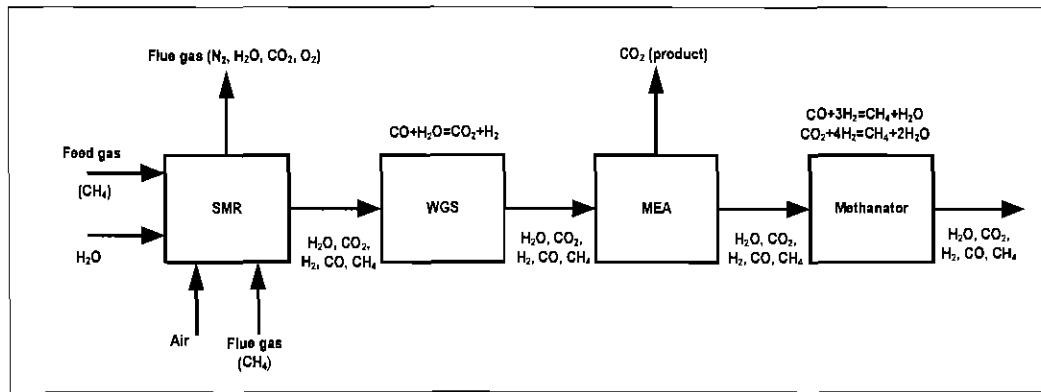 Flue gas (N₂, H₂O, CO₂, O₂)
CO₂ (product)
CO+H₂O=CO₂+H₂
CO+3H₂=CH₄+H₂O
CO₂+4H₂=CH₄+2H₂O
Feed gas
(CH₄)
SMR
WGS
MEA
Methanator
H₂O
H₂O, CO₂,
H₂, CO, CH₄
H₂O, CO₂,
H₂, CO, CH₄
H₂O, CO₂,
H₂, CO, CH₄
H₂O, CO₂,
H₂, CO, CH₄
Air
Flue gas
(CH₄)